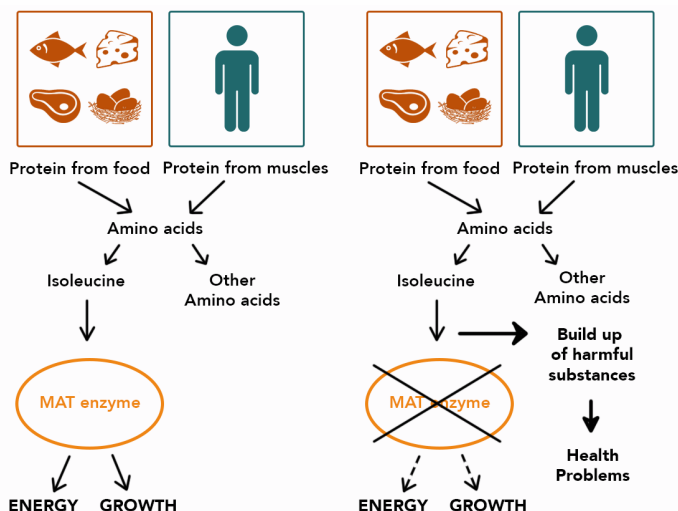 Protein from food
Protein from muscles
Amino acids
Isoleucine
Other
Amino acids
MAT enzyme
ENERGY
GROWTH
Protein from food
Protein from muscles
Amino acids
Isoleucine
Other
Amino acids
Build up
of harmful
substances
MAT enzyme
Health
Problems
ENERGY
GROWTH